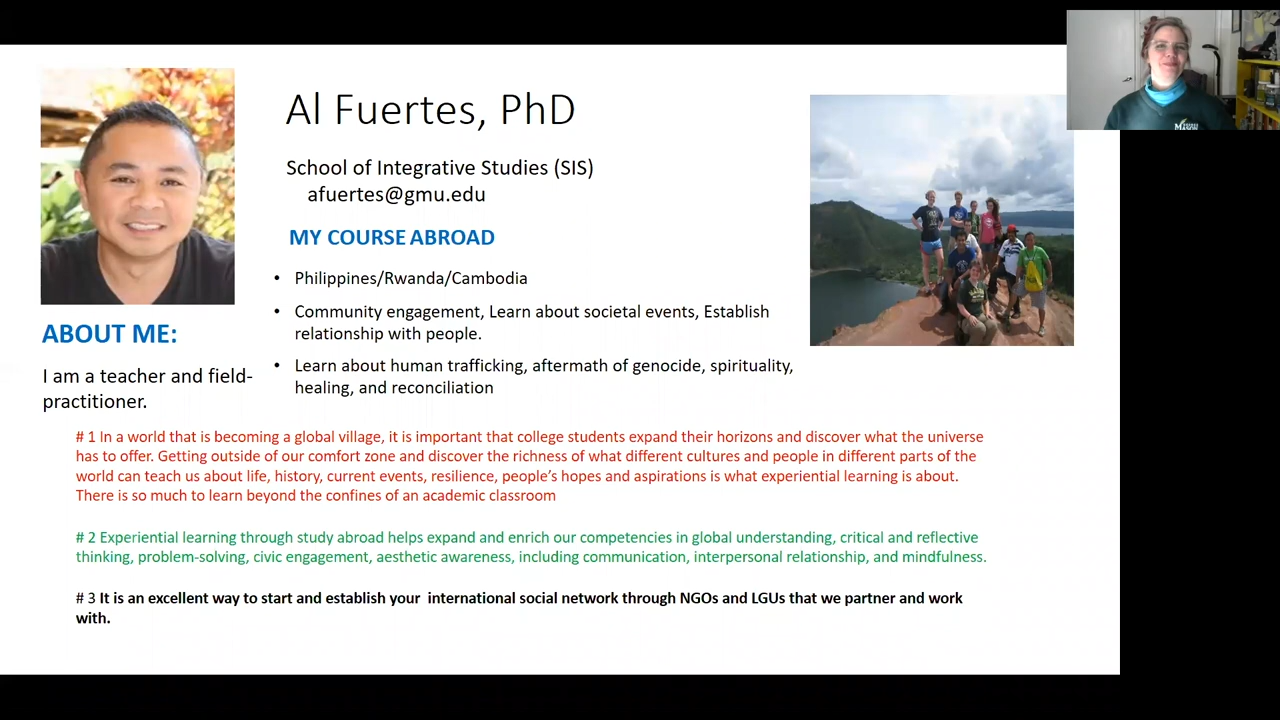 Al Fuertes, PhD
School of Integrative Studies (SIS)
afuertes@gmu.edu
MY COURSE ABROAD
• Philippines/Rwanda/Cambodia
• Community engagement, Learn about societal events, Establish
relationship with people.
• Learn about human trafficking, aftermath of genocide, spirituality,
healing, and reconciliation
ABOUT ME:
I am a teacher and field-
practitioner.
# 1 In a world that is becoming a global village, it is important that college students expand their horizons and discover what the universe
has to offer. Getting outside of our comfort zone and discover the richness of what different cultures and people in different parts of the
world can teach us about life, history, current events, resilience, people's hopes and aspirations is what experiential learning is about.
There is so much to learn beyond the confines of an academic classroom
# 2 Experiential learning through study abroad helps expand and enrich our competencies in global understanding, critical and reflective
thinking, problem-solving, civic engagement, aesthetic awareness, including communication, interpersonal relationship, and mindfulness.
# 3 It is an excellent way to start and establish your international social network through NGOs and LGUs that we partner and work
with.